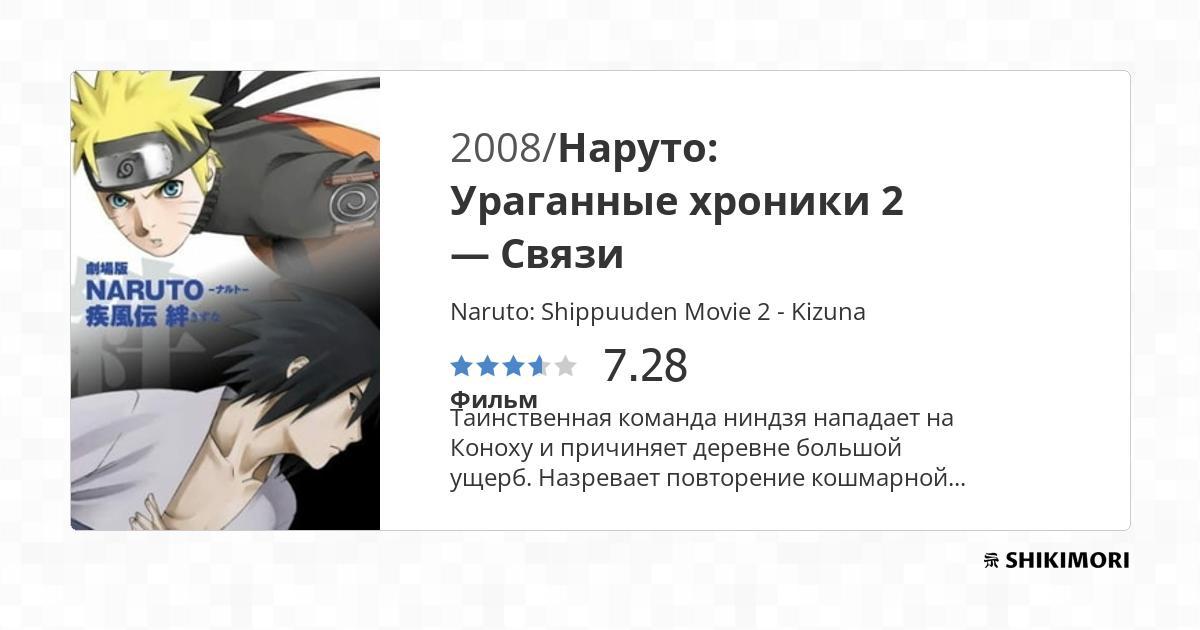 劇場版
NARUTO -ナルト-
疾風伝 絆きずな
2008/Наруто:
Ураганные хроники 2
— Связи
Naruto: Shippuuden Movie 2 - Kizuna
7.28
Фильм
Таинственная команда ниндзя нападает на
Коноху и причиняет деревне большой
ущерб. Назревает повторение кошмарной...
SHIKIMORI